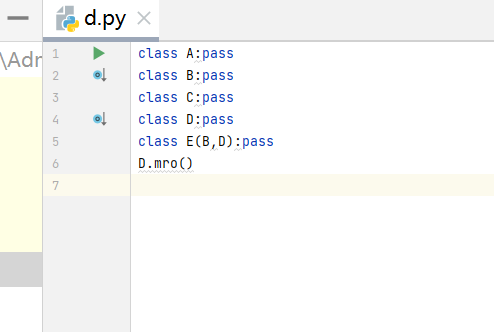 d.py
\Adr
1 class A:pass
2 class B:pass
3 class C:pass
4 class D:pass
5 class E(B,D):pass
6 D.mro()
7